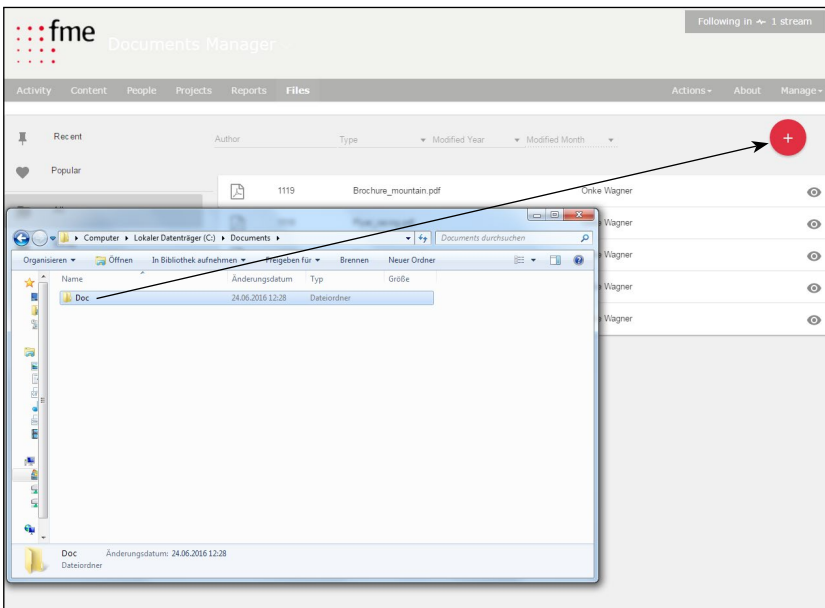 Following in 1 stream
fme
Documents Manager
Activity Content People Projects Reports Files Actions About Manage
Recent
Author Type Modified Year Modified Month
Popular
1119 Brochure_mountain.pdf Onke Wagner
Wagner
Computer Lokaler Datenträger (C:) Documents Documents durchsuchen
Organisieren Öffnen In Bibliothek aufnehmen Freigeben für Brennen Neuer Ordner
Wagner
Name Änderungsdatum Typ Größe
Doc 24.06.2016 12:28 Dateiordner
Wagner
Wagner
Doc Änderungsdatum: 24.06.2016 12:28
Dateiordner